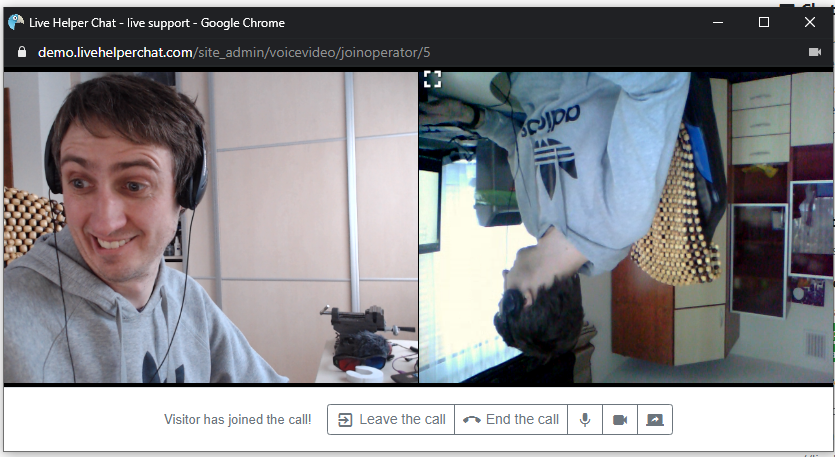 Live Helper Chat - live support - Google Chrome
demo.livehelperchat.com/site_admin/voicevideo/joinoperator/5
adidas
Visitor has joined the call! Leave the call End the call